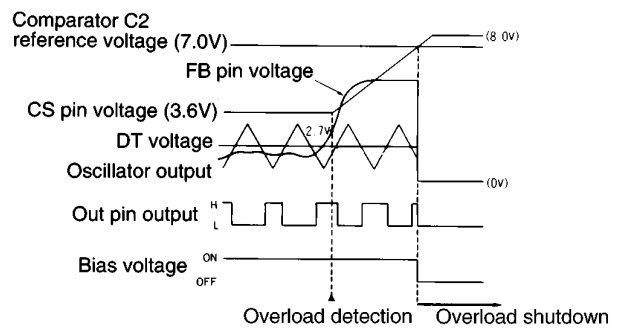 Comparator C2
reference voltage (7.0V)
(8.0V)
FB pin voltage
CS pin voltage (3.6V)
2.7V
DT voltage
Oscillator output
(0V)
Out pin output
H
L
Bias voltage
ON
OFF
Overload detection
Overload shutdown